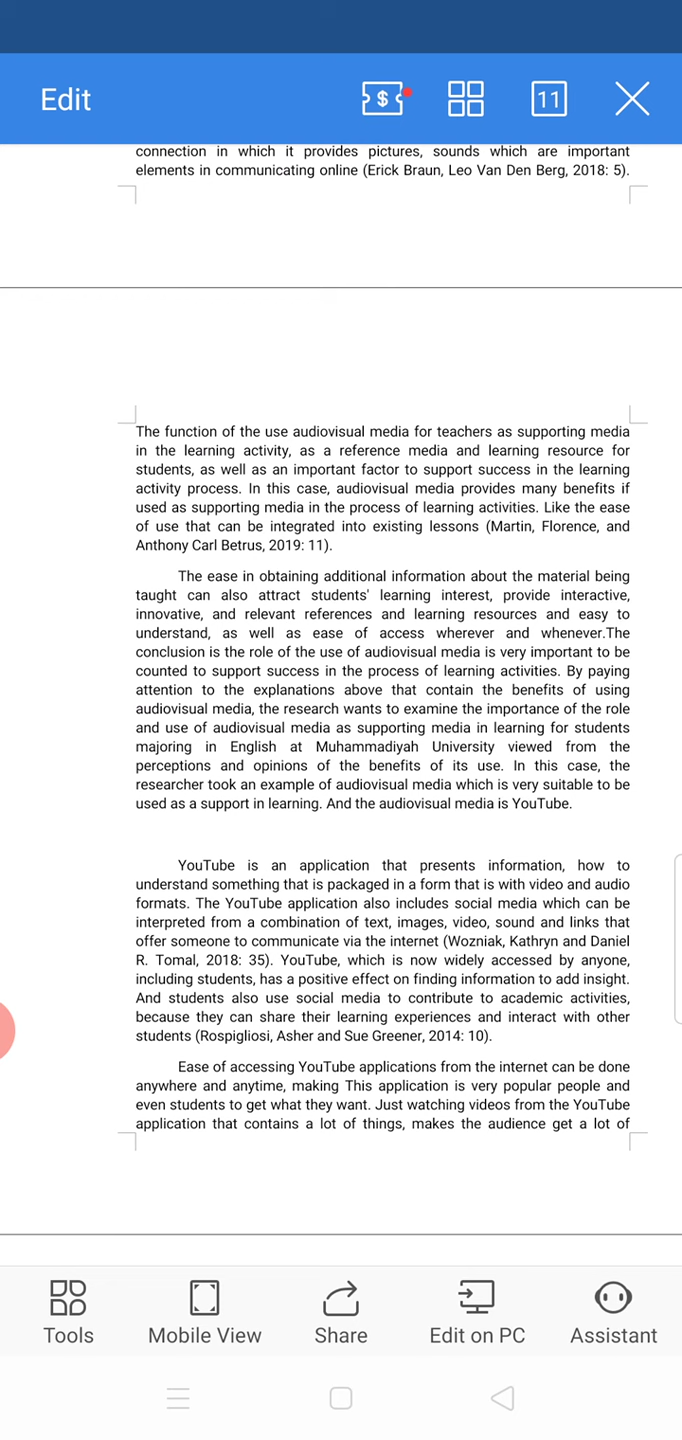 Edit
$
11
connection in which it provides pictures, sounds which are important
elements in communicating online (Erick Braun, Leo Van Den Berg, 2018: 5).
The function of the use audiovisual media for teachers as supporting media
in the learning activity, as a reference media and learning resource for
students, as well as an important factor to support success in the learning
activity process. In this case, audiovisual media provides many benefits if
used as supporting media in the process of learning activities. Like the ease
of use that can be integrated into existing lessons (Martin, Florence, and
Anthony Carl Betrus, 2019: 11).
The ease in obtaining additional information about the material being
taught can also attract students' learning interest, provide interactive,
innovative, and relevant references and learning resources and easy to
understand, as well as ease of access wherever and whenever.The
conclusion is the role of the use of audiovisual media is very important to be
counted to support success in the process of learning activities. By paying
attention to the explanations above that contain the benefits of using
audiovisual media, the research wants to examine the importance of the role
and use of audiovisual media as supporting media in learning for students
majoring in English at Muhammadiyah University viewed from the
perceptions and opinions of the benefits of its use. In this case, the
researcher took an example of audiovisual media which is very suitable to be
used as a support in learning. And the audiovisual media is YouTube.
YouTube is an application that presents information, how to
understand something that is packaged in a form that is with video and audio
formats. The YouTube application also includes social media which can be
interpreted from a combination of text, images, video, sound and links that
offer someone to communicate via the internet (Wozniak, Kathryn and Daniel
R. Tomal, 2018: 35). YouTube, which is now widely accessed by anyone,
including students, has a positive effect on finding information to add insight.
And students also use social media to contribute to academic activities,
because they can share their learning experiences and interact with other
students (Rospigliosi, Asher and Sue Greener, 2014: 10).
Ease of accessing YouTube applications from the internet can be done
anywhere and anytime, making This application is very popular people and
even students to get what they want. Just watching videos from the YouTube
application that contains a lot of things, makes the audience get a lot of
Tools
Mobile View
Share
Edit on PC
Assistant